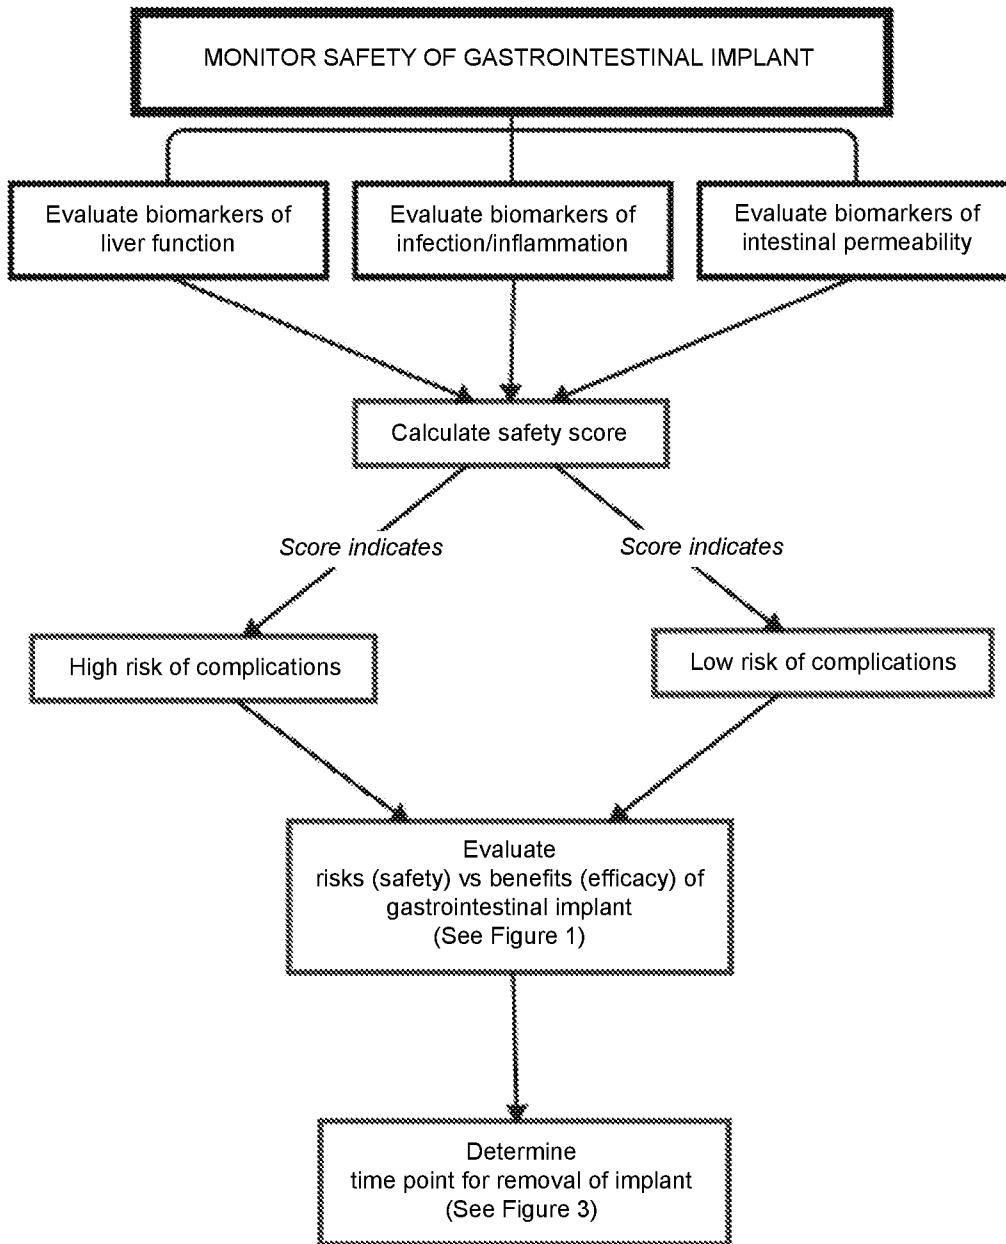 MONITOR SAFETY OF GASTROINTESTINAL IMPLANT
Evaluate biomarkers of
liver function
Evaluate biomarkers of
infection/inflammation
Evaluate biomarkers of
intestinal permeability
Calculate safety score
Score indicates
Score indicates
High risk of complications
Low risk of complications
Evaluate
risks (safety) vs benefits (efficacy) of
gastrointestinal implant
(See Figure 1)
Determine
time point for removal of implant
(See Figure 3)